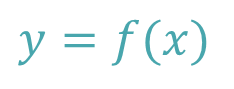 y = f(x)